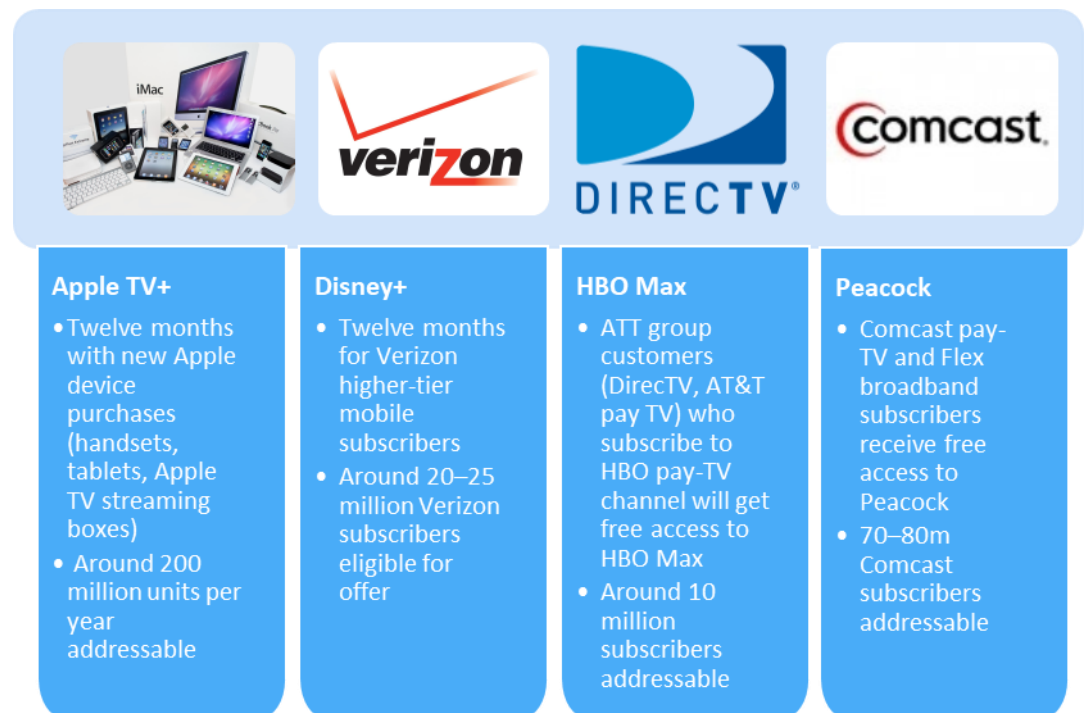 iMac
verizon
DIRECTV®
comcast.
Apple TV+
•Twelve months
with new Apple
device
purchases
(handsets,
tablets, Apple
TV streaming
boxes)
• Around 200
million units per
year
addressable
Disney+
• Twelve months
for Verizon
higher-tier
mobile
subscribers
• Around 20–25
million Verizon
subscribers
eligible for
offer
HBO Max
• ATT group
customers
(DirecTV, AT&T
pay TV) who
subscribe to
HBO pay-TV
channel will get
free access to
HBO Max
• Around 10
million
subscribers
addressable
Peacock
• Comcast pay-
TV and Flex
broadband
subscribers
receive free
access to
Peacock
• 70–80m
Comcast
subscribers
addressable